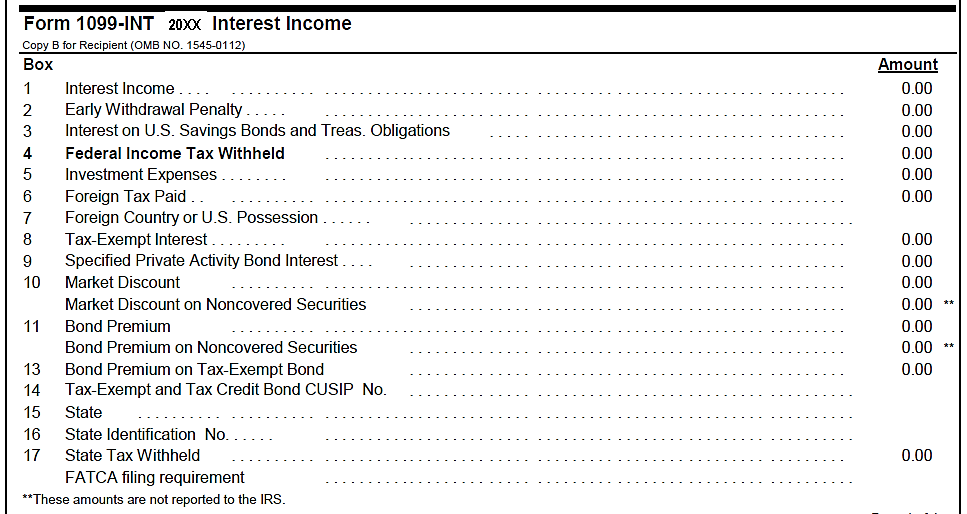 Form 1099-INT 20XX Interest Income
Copy B for Recipient (OMB NO. 1545-0112)
Box Amount
1 Interest Income . . . . 0.00
2 Early Withdrawal Penalty . . . . . 0.00
3 Interest on U.S. Savings Bonds and Treas. Obligations 0.00
4 Federal Income Tax Withheld 0.00
5 Investment Expenses . . . . . . . . 0.00
6 Foreign Tax Paid . . 0.00
7 Foreign Country or U.S. Possession . . . . . .
8 Tax-Exempt Interest . . . . . . . . . 0.00
9 Specified Private Activity Bond Interest . . . . 0.00
10 Market Discount 0.00
Market Discount on Noncovered Securities 0.00 **
11 Bond Premium 0.00
Bond Premium on Noncovered Securities 0.00 **
13 Bond Premium on Tax-Exempt Bond 0.00
14 Tax-Exempt and Tax Credit Bond CUSIP No.
15 State
16 State Identification No. . . . . .
17 State Tax Withheld 0.00
FATCA filing requirement
**These amounts are not reported to the IRS.